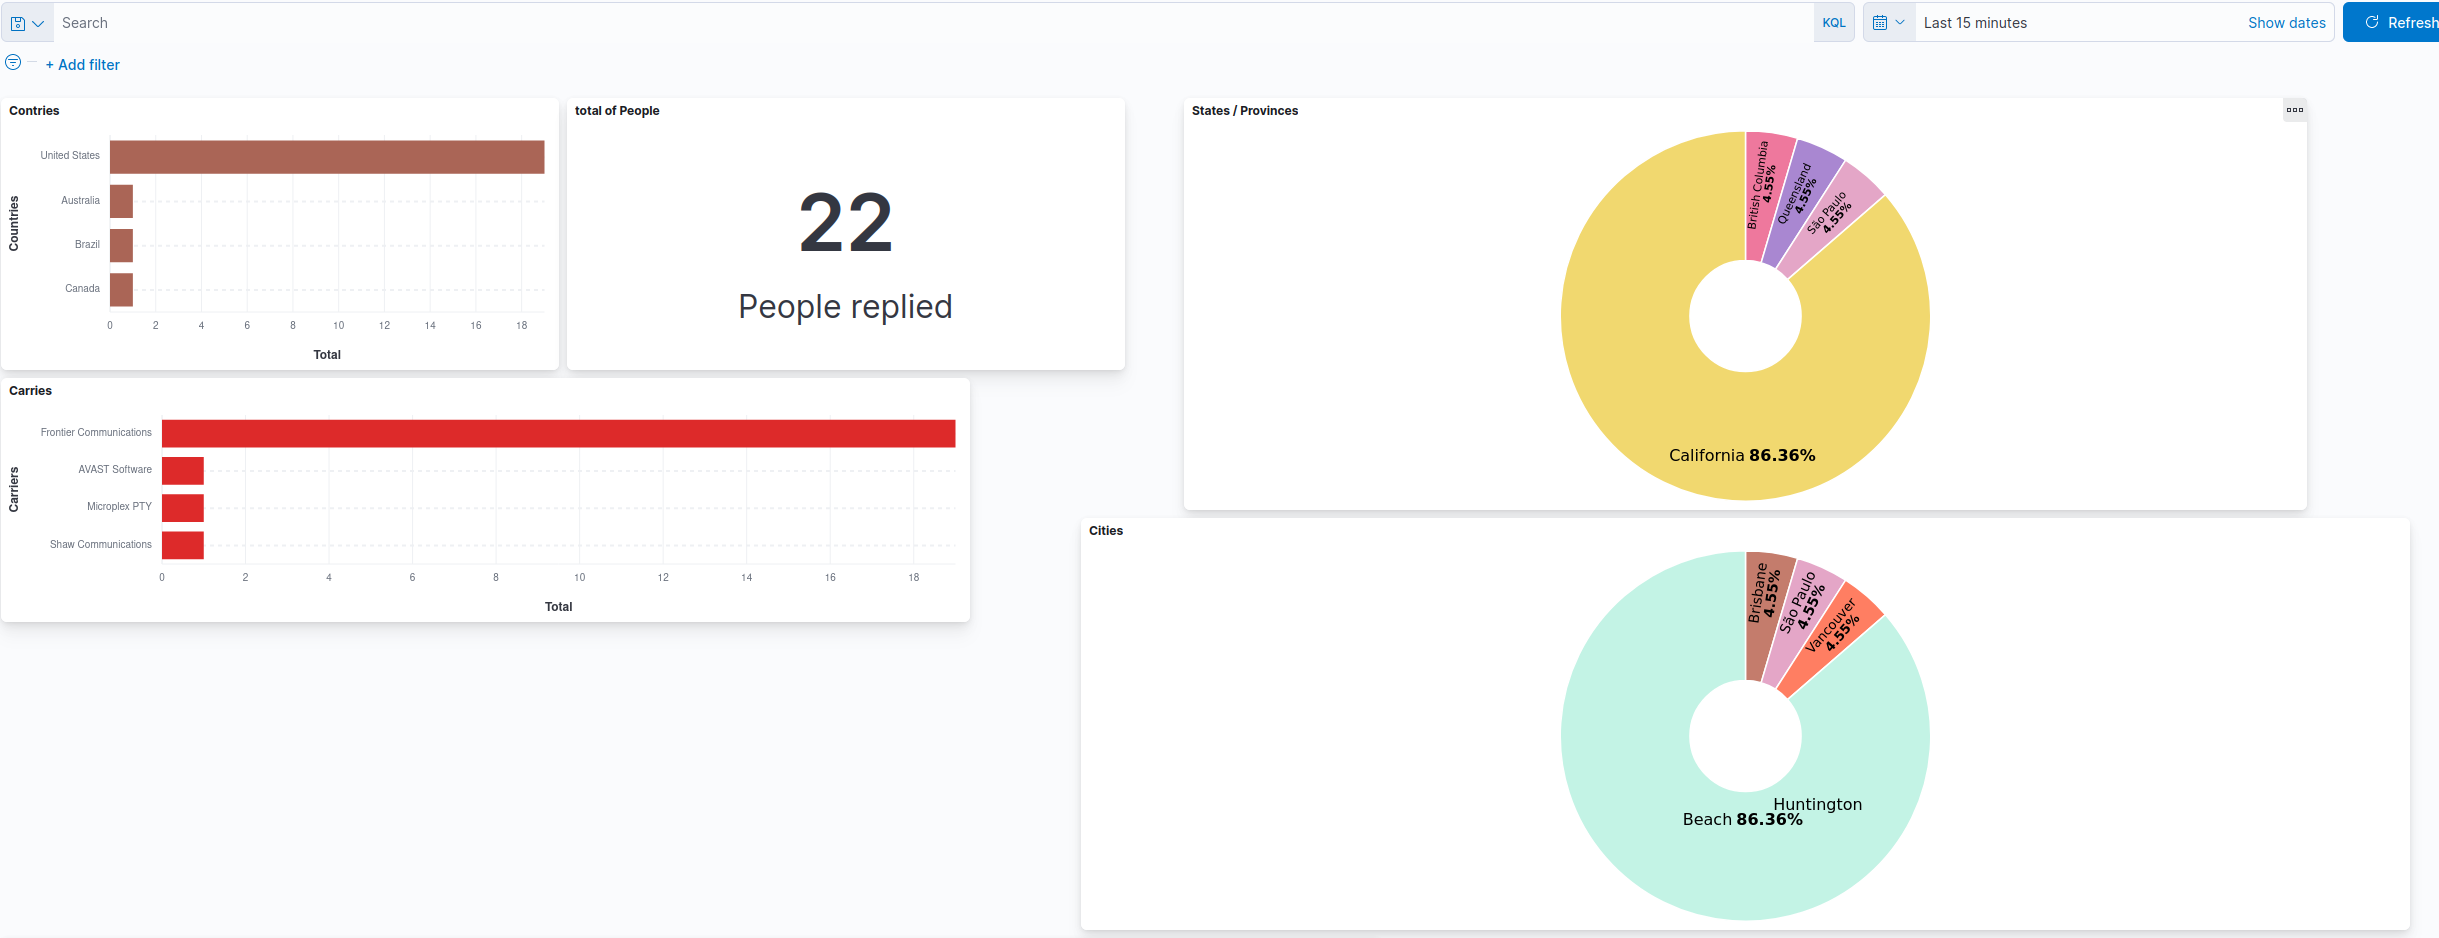 Search
KQL
Last 15 minutes
Show dates
Refresh
+ Add filter
Contries
Countries
United States
Australia
Brazil
Canada
0 2 4 6 8 10 12 14 16 18
Total
total of People
22
People replied
States / Provinces
British Columbia
4.55%
Queensland
4.55%
São Paulo
4.55%
California 86.36%
Carries
Carriers
Frontier Communications
AVAST Software
Microplex PTY
Shaw Communications
0 2 4 6 8 10 12 14 16 18
Total
Cities
Brisbane
4.55%
São Paulo
4.55%
Vancouver
4.55%
Huntington
Beach 86.36%